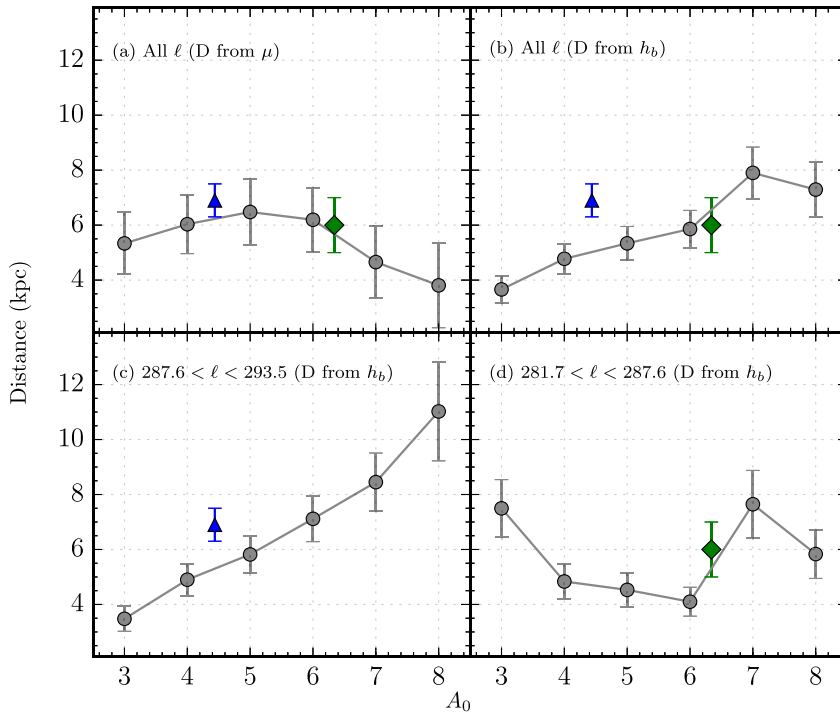 (a) All ℓ (D from μ)
(b) All ℓ (D from h_b)
12
10
8
6
4
Distance (kpc)
(c) 287.6 < ℓ < 293.5 (D from h_b)
(d) 281.7 < ℓ < 287.6 (D from h_b)
12
10
8
6
4
3 4 5 6 7 8 3 4 5 6 7 8
A_0